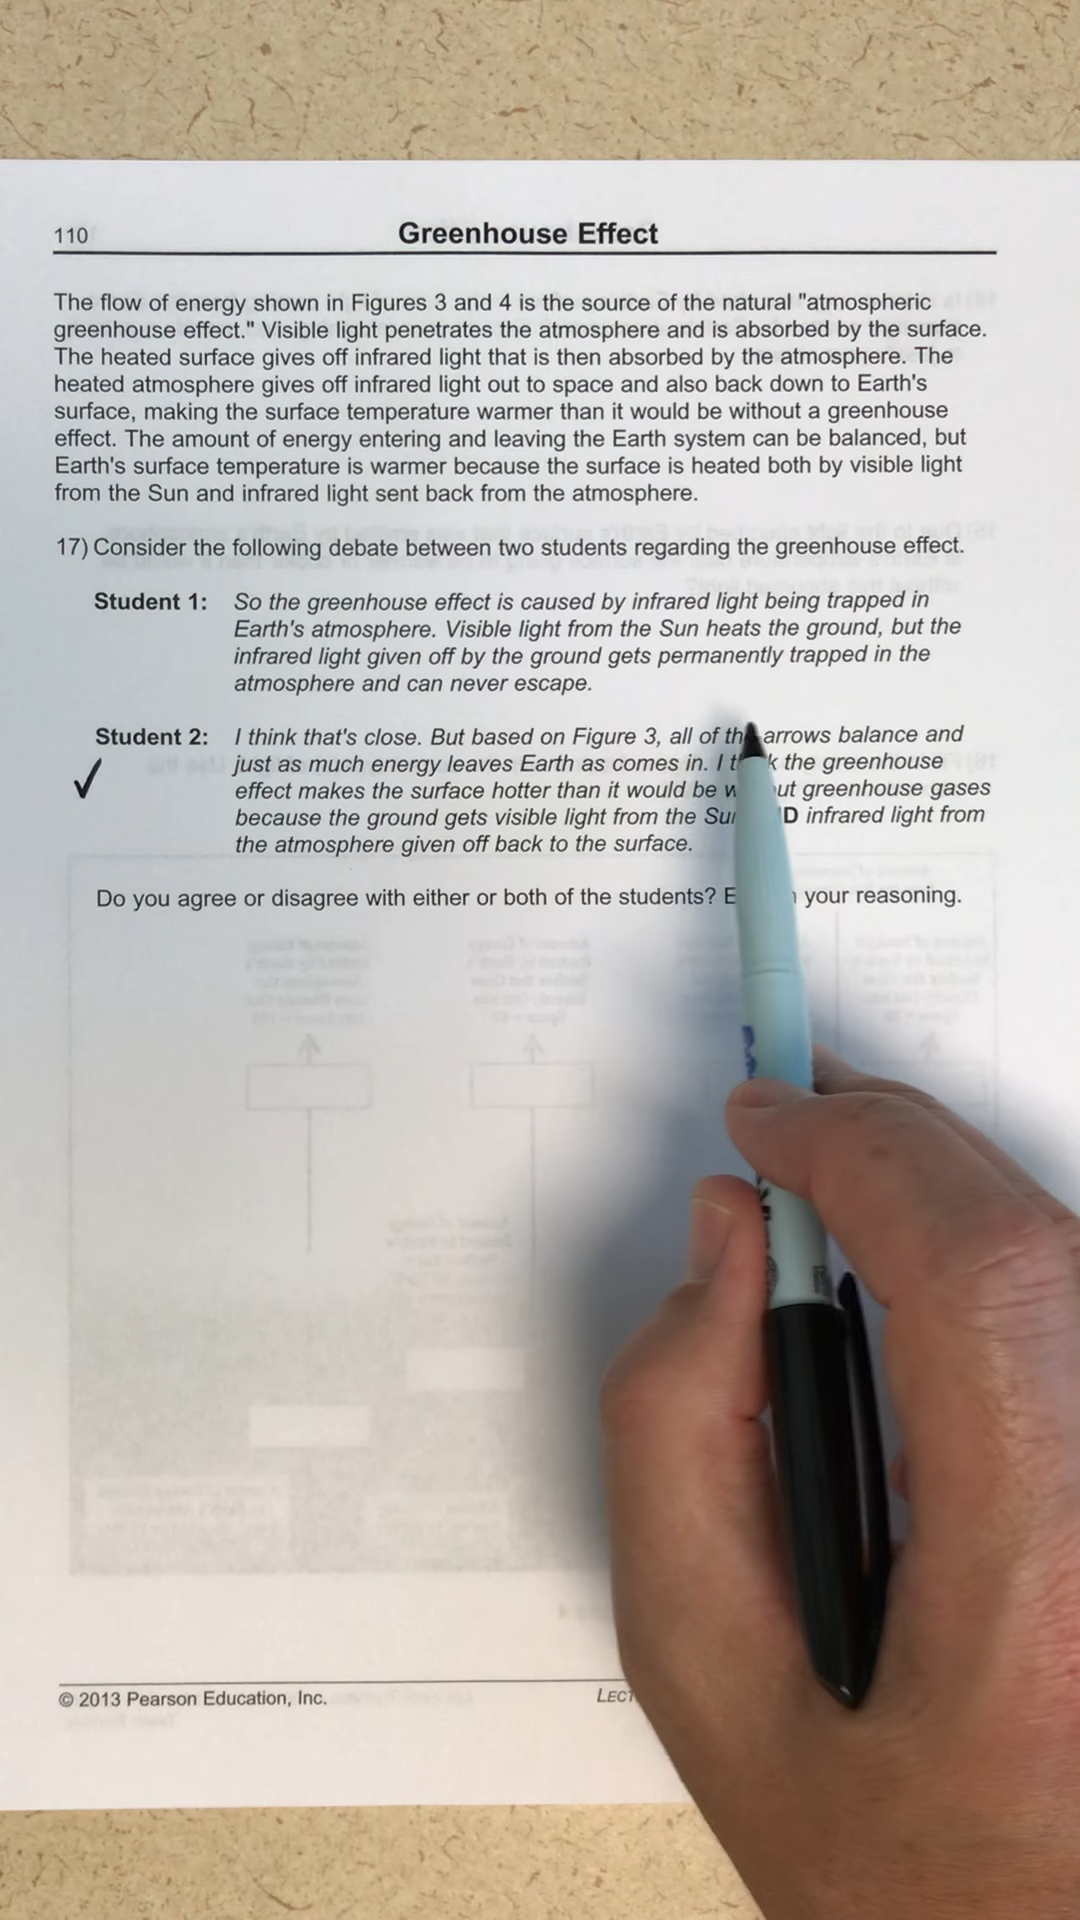 110
Greenhouse Effect
The flow of energy shown in Figures 3 and 4 is the source of the natural "atmospheric
greenhouse effect." Visible light penetrates the atmosphere and is absorbed by the surface.
The heated surface gives off infrared light that is then absorbed by the atmosphere. The
heated atmosphere gives off infrared light out to space and also back down to Earth's
surface, making the surface temperature warmer than it would be without a greenhouse
effect. The amount of energy entering and leaving the Earth system can be balanced, but
Earth's surface temperature is warmer because the surface is heated both by visible light
from the Sun and infrared light sent back from the atmosphere.
17) Consider the following debate between two students regarding the greenhouse effect.
Student 1: So the greenhouse effect is caused by infrared light being trapped in
Earth's atmosphere. Visible light from the Sun heats the ground, but the
infrared light given off by the ground gets permanently trapped in the
atmosphere and can never escape.
Student 2: I think that's close. But based on Figure 3, all of the arrows balance and
just as much energy leaves Earth as comes in. I the greenhouse
effect makes the surface hotter than it would be greenhouse gases
because the ground gets visible light from the infrared light from
the atmosphere given off back to the surface.
Do you agree or disagree with either or both of the students? your reasoning.
© 2013 Pearson Education, Inc.